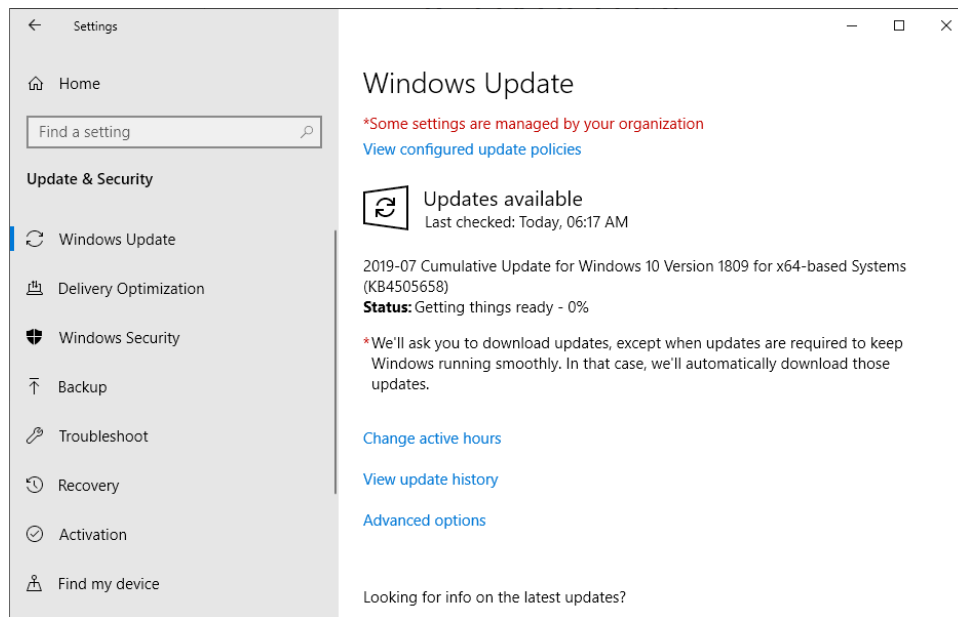 Settings
Home
Find a setting
Update & Security
Windows Update
Delivery Optimization
Windows Security
Backup
Troubleshoot
Recovery
Activation
Find my device
Windows Update
*Some settings are managed by your organization
View configured update policies
Updates available
Last checked: Today, 06:17 AM
2019-07 Cumulative Update for Windows 10 Version 1809 for x64-based Systems
(KB4505658)
Status: Getting things ready - 0%
*We'll ask you to download updates, except when updates are required to keep
Windows running smoothly. In that case, we'll automatically download those
updates.
Change active hours
View update history
Advanced options
Looking for info on the latest updates?